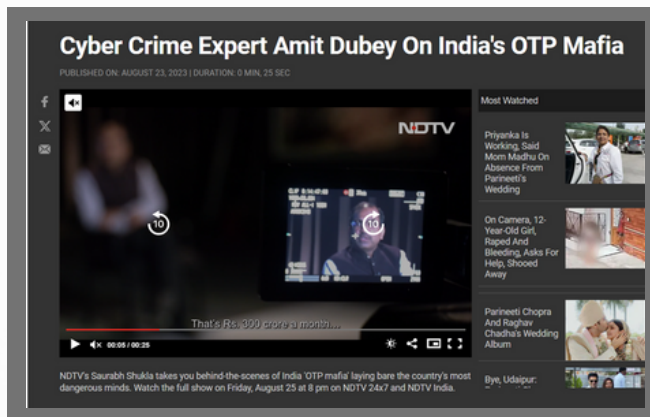 Cyber Crime Expert Amit Dubey On India's OTP Mafia
PUBLISHED ON: AUGUST 23, 2023 | DURATION: 0 MIN, 25 SEC
NDTV
10
10
That's Rs. 300 crore a month...
00:05 / 00:25
NDTV's Saurabh Shukla takes you behind-the-scenes of India 'OTP mafia' laying bare the country's most
dangerous minds. Watch the full show on Friday, August 25 at 8 pm on NDTV 24x7 and NDTV India.
Most Watched
Priyanka Is
Working, Said
Mom Madhu On
Absence From
Parineeti's
Wedding
On Camera, 12-
Year-Old Girl,
Raped And
Bleeding, Asks For
Help, Shooed
Away
Parineeti Chopra
And Raghav
Chadha's Wedding
Album
Bye, Udaipur: